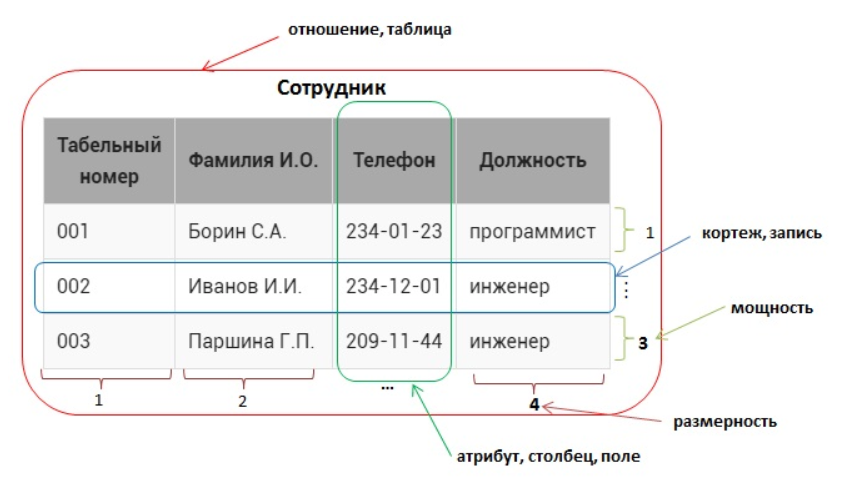 отношение, таблица
Сотрудник
Табельный номер Фамилия И.О. Телефон Должность
001 Борин С.А. 234-01-23 программист 1
кортеж, запись
002 Иванов И.И. 234-12-01 инженер ⋮
мощность
003 Паршина Г.П. 209-11-44 инженер 3
1 2 ... 4
размерность
атрибут, столбец, поле